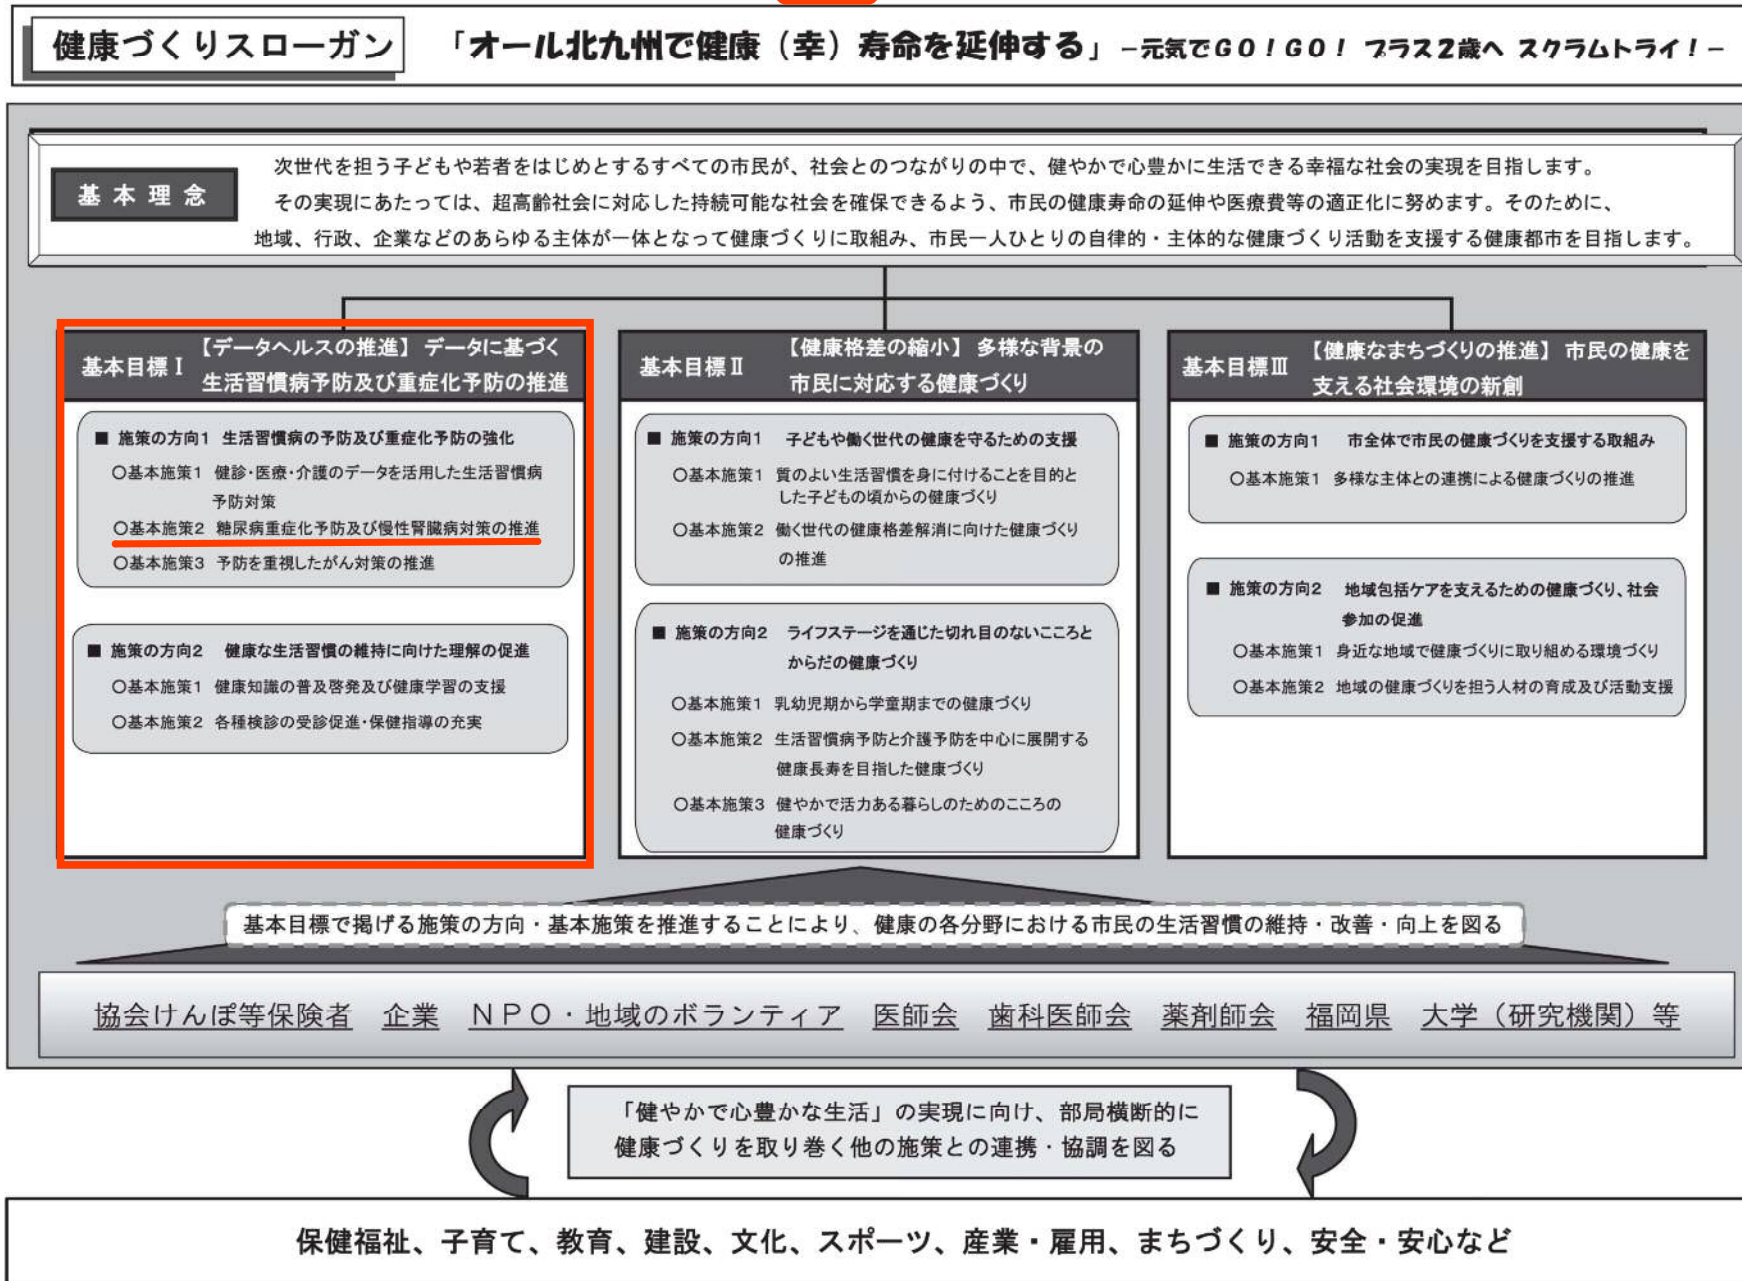 健康づくりスローガン 「オール北九州で健康（幸）寿命を延伸する」－元気でGO！GO！ プラス2歳へ スクラムトライ！－
基本理念
次世代を担う子どもや若者をはじめとするすべての市民が、社会とのつながりの中で、健やかで心豊かに生活できる幸福な社会の実現を目指します。
その実現にあたっては、超高齢社会に対応した持続可能な社会を確保できるよう、市民の健康寿命の延伸や医療費等の適正化に努めます。そのために、
地域、行政、企業などのあらゆる主体が一体となって健康づくりに取組み、市民一人ひとりの自律的・主体的な健康づくり活動を支援する健康都市を目指します。
基本目標Ⅰ
【データヘルスの推進】データに基づく
生活習慣病予防及び重症化予防の推進
■ 施策の方向1 生活習慣病の予防及び重症化予防の強化
○基本施策1 健診・医療・介護のデータを活用した生活習慣病
予防対策
○基本施策2 糖尿病重症化予防及び慢性腎臓病対策の推進
○基本施策3 予防を重視したがん対策の推進
■ 施策の方向2 健康な生活習慣の維持に向けた理解の促進
○基本施策1 健康知識の普及啓発及び健康学習の支援
○基本施策2 各種検診の受診促進・保健指導の充実
基本目標Ⅱ
【健康格差の縮小】多様な背景の
市民に対応する健康づくり
■ 施策の方向1 子どもや働く世代の健康を守るための支援
○基本施策1 質のよい生活習慣を身に付けることを目的と
した子どもの頃からの健康づくり
○基本施策2 働く世代の健康格差解消に向けた健康づくり
の推進
■ 施策の方向2 ライフステージを通じた切れ目のないこころと
からだの健康づくり
○基本施策1 乳幼児期から学童期までの健康づくり
○基本施策2 生活習慣病予防と介護予防を中心に展開する
健康長寿を目指した健康づくり
○基本施策3 健やかで活力ある暮らしのためのこころの
健康づくり
基本目標Ⅲ
【健康なまちづくりの推進】市民の健康を
支える社会環境の新創
■ 施策の方向1 市全体で市民の健康づくりを支援する取組み
○基本施策1 多様な主体との連携による健康づくりの推進
■ 施策の方向2 地域包括ケアを支えるための健康づくり、社会
参加の促進
○基本施策1 身近な地域で健康づくりに取り組める環境づくり
○基本施策2 地域の健康づくりを担う人材の育成及び活動支援
基本目標で掲げる施策の方向・基本施策を推進することにより、健康の各分野における市民の生活習慣の維持・改善・向上を図る
協会けんぽ等保険者 企業 ＮＰＯ・地域のボランティア 医師会 歯科医師会 薬剤師会 福岡県 大学（研究機関）等
「健やかで心豊かな生活」の実現に向け、部局横断的に
健康づくりを取り巻く他の施策との連携・協調を図る
保健福祉、子育て、教育、建設、文化、スポーツ、産業・雇用、まちづくり、安全・安心など